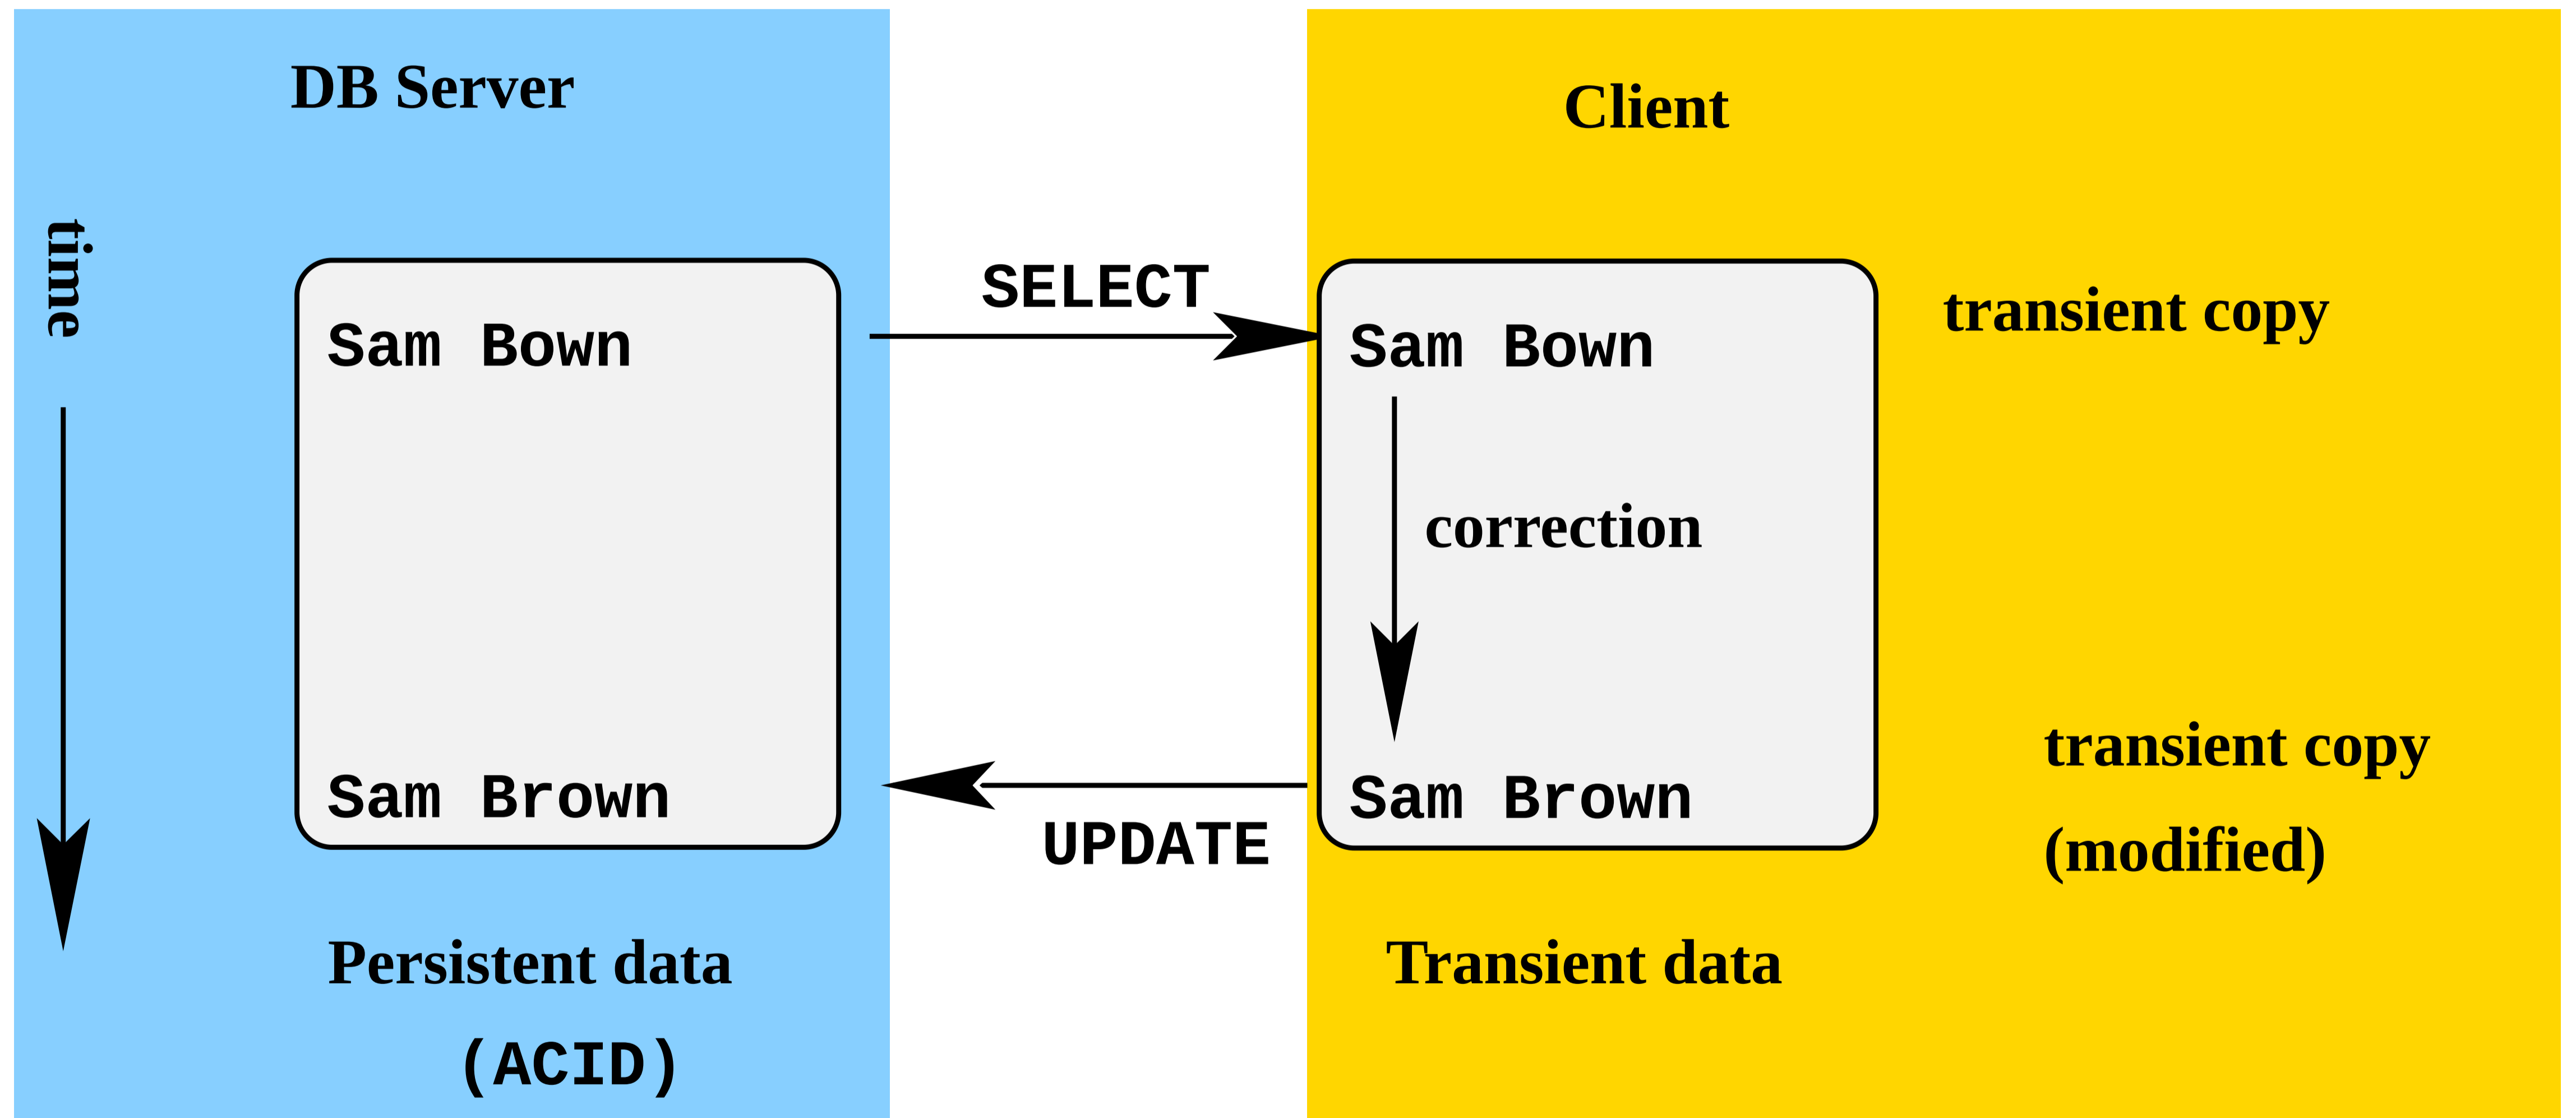 DB Server
Client
time
SELECT
Sam Bown
Sam Bown
transient copy
correction
Sam Brown
Sam Brown
transient copy
(modified)
UPDATE
Persistent data
(ACID)
Transient data